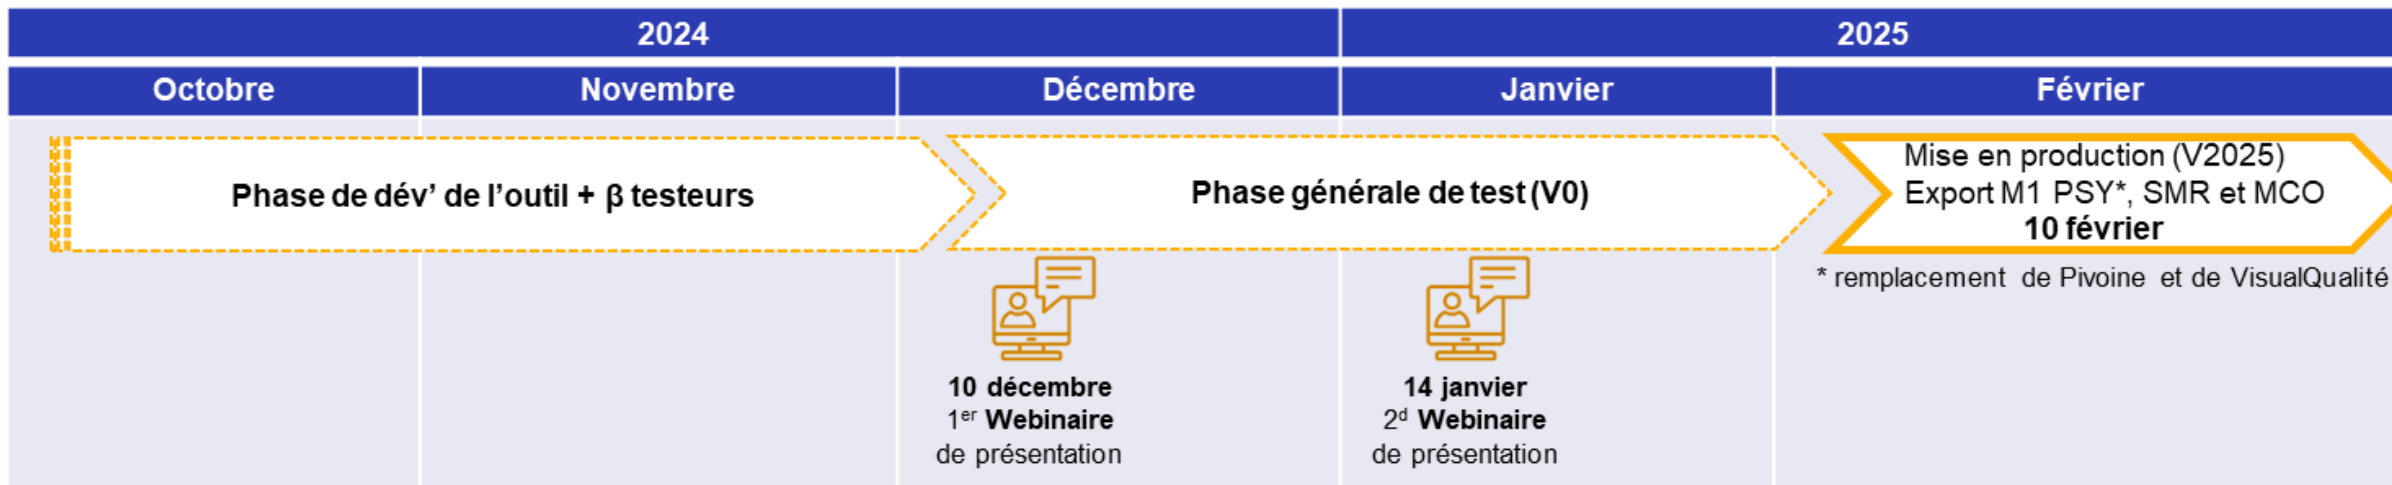 2024
2025
Octobre
Novembre
Décembre
Janvier
Février
Phase de dév’ de l’outil + β testeurs
Phase générale de test (V0)
Mise en production (V2025)
Export M1 PSY*, SMR et MCO
10 février
* remplacement de Pivoine et de VisualQualité
10 décembre
1er Webinaire
de présentation
14 janvier
2d Webinaire
de présentation